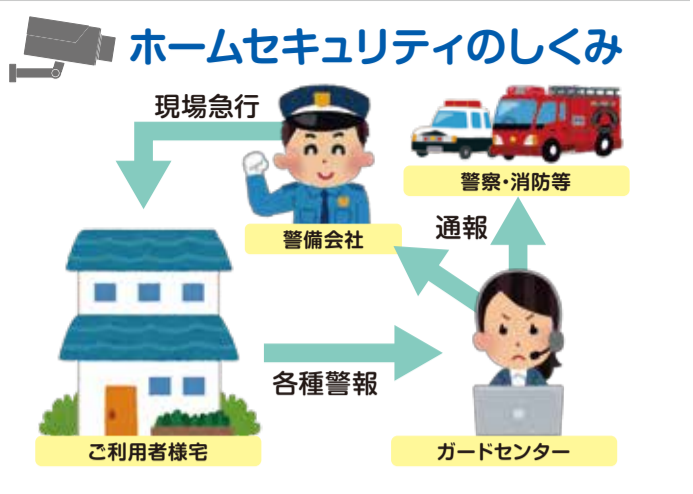 ホームセキュリティのしくみ
現場急行
警備会社
警察・消防等
通報
各種警報
ご利用者様宅
ガードセンター